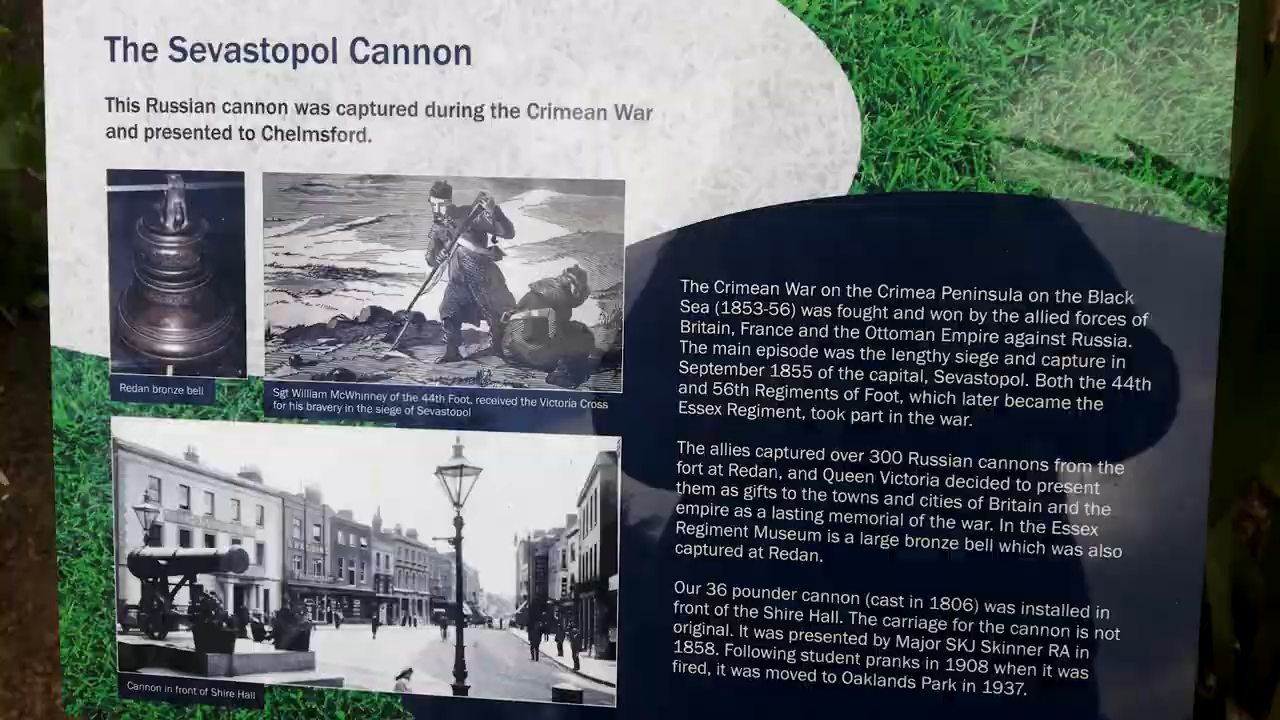 The Sevastopol Cannon
This Russian cannon was captured during the Crimean War
and presented to Chelmsford.
Redan bronze bell
Sgt William McWhinney of the 44th Foot, received the Victoria Cross
for his bravery in the siege of Sevastopol
Cannon in front of Shire Hall
The Crimean War on the Crimea Peninsula on the Black
Sea (1853-56) was fought and won by the allied forces of
Britain, France and the Ottoman Empire against Russia.
The main episode was the lengthy siege and capture in
September 1855 of the capital, Sevastopol. Both the 44th
and 56th Regiments of Foot, which later became the
Essex Regiment, took part in the war.
The allies captured over 300 Russian cannons from the
fort at Redan, and Queen Victoria decided to present
them as gifts to the towns and cities of Britain and the
empire as a lasting memorial of the war. In the Essex
Regiment Museum is a large bronze bell which was also
captured at Redan.
Our 36 pounder cannon (cast in 1806) was installed in
front of the Shire Hall. The carriage for the cannon is not
original. It was presented by Major SKJ Skinner RA in
1858. Following student pranks in 1908 when it was
fired, it was moved to Oaklands Park in 1937.